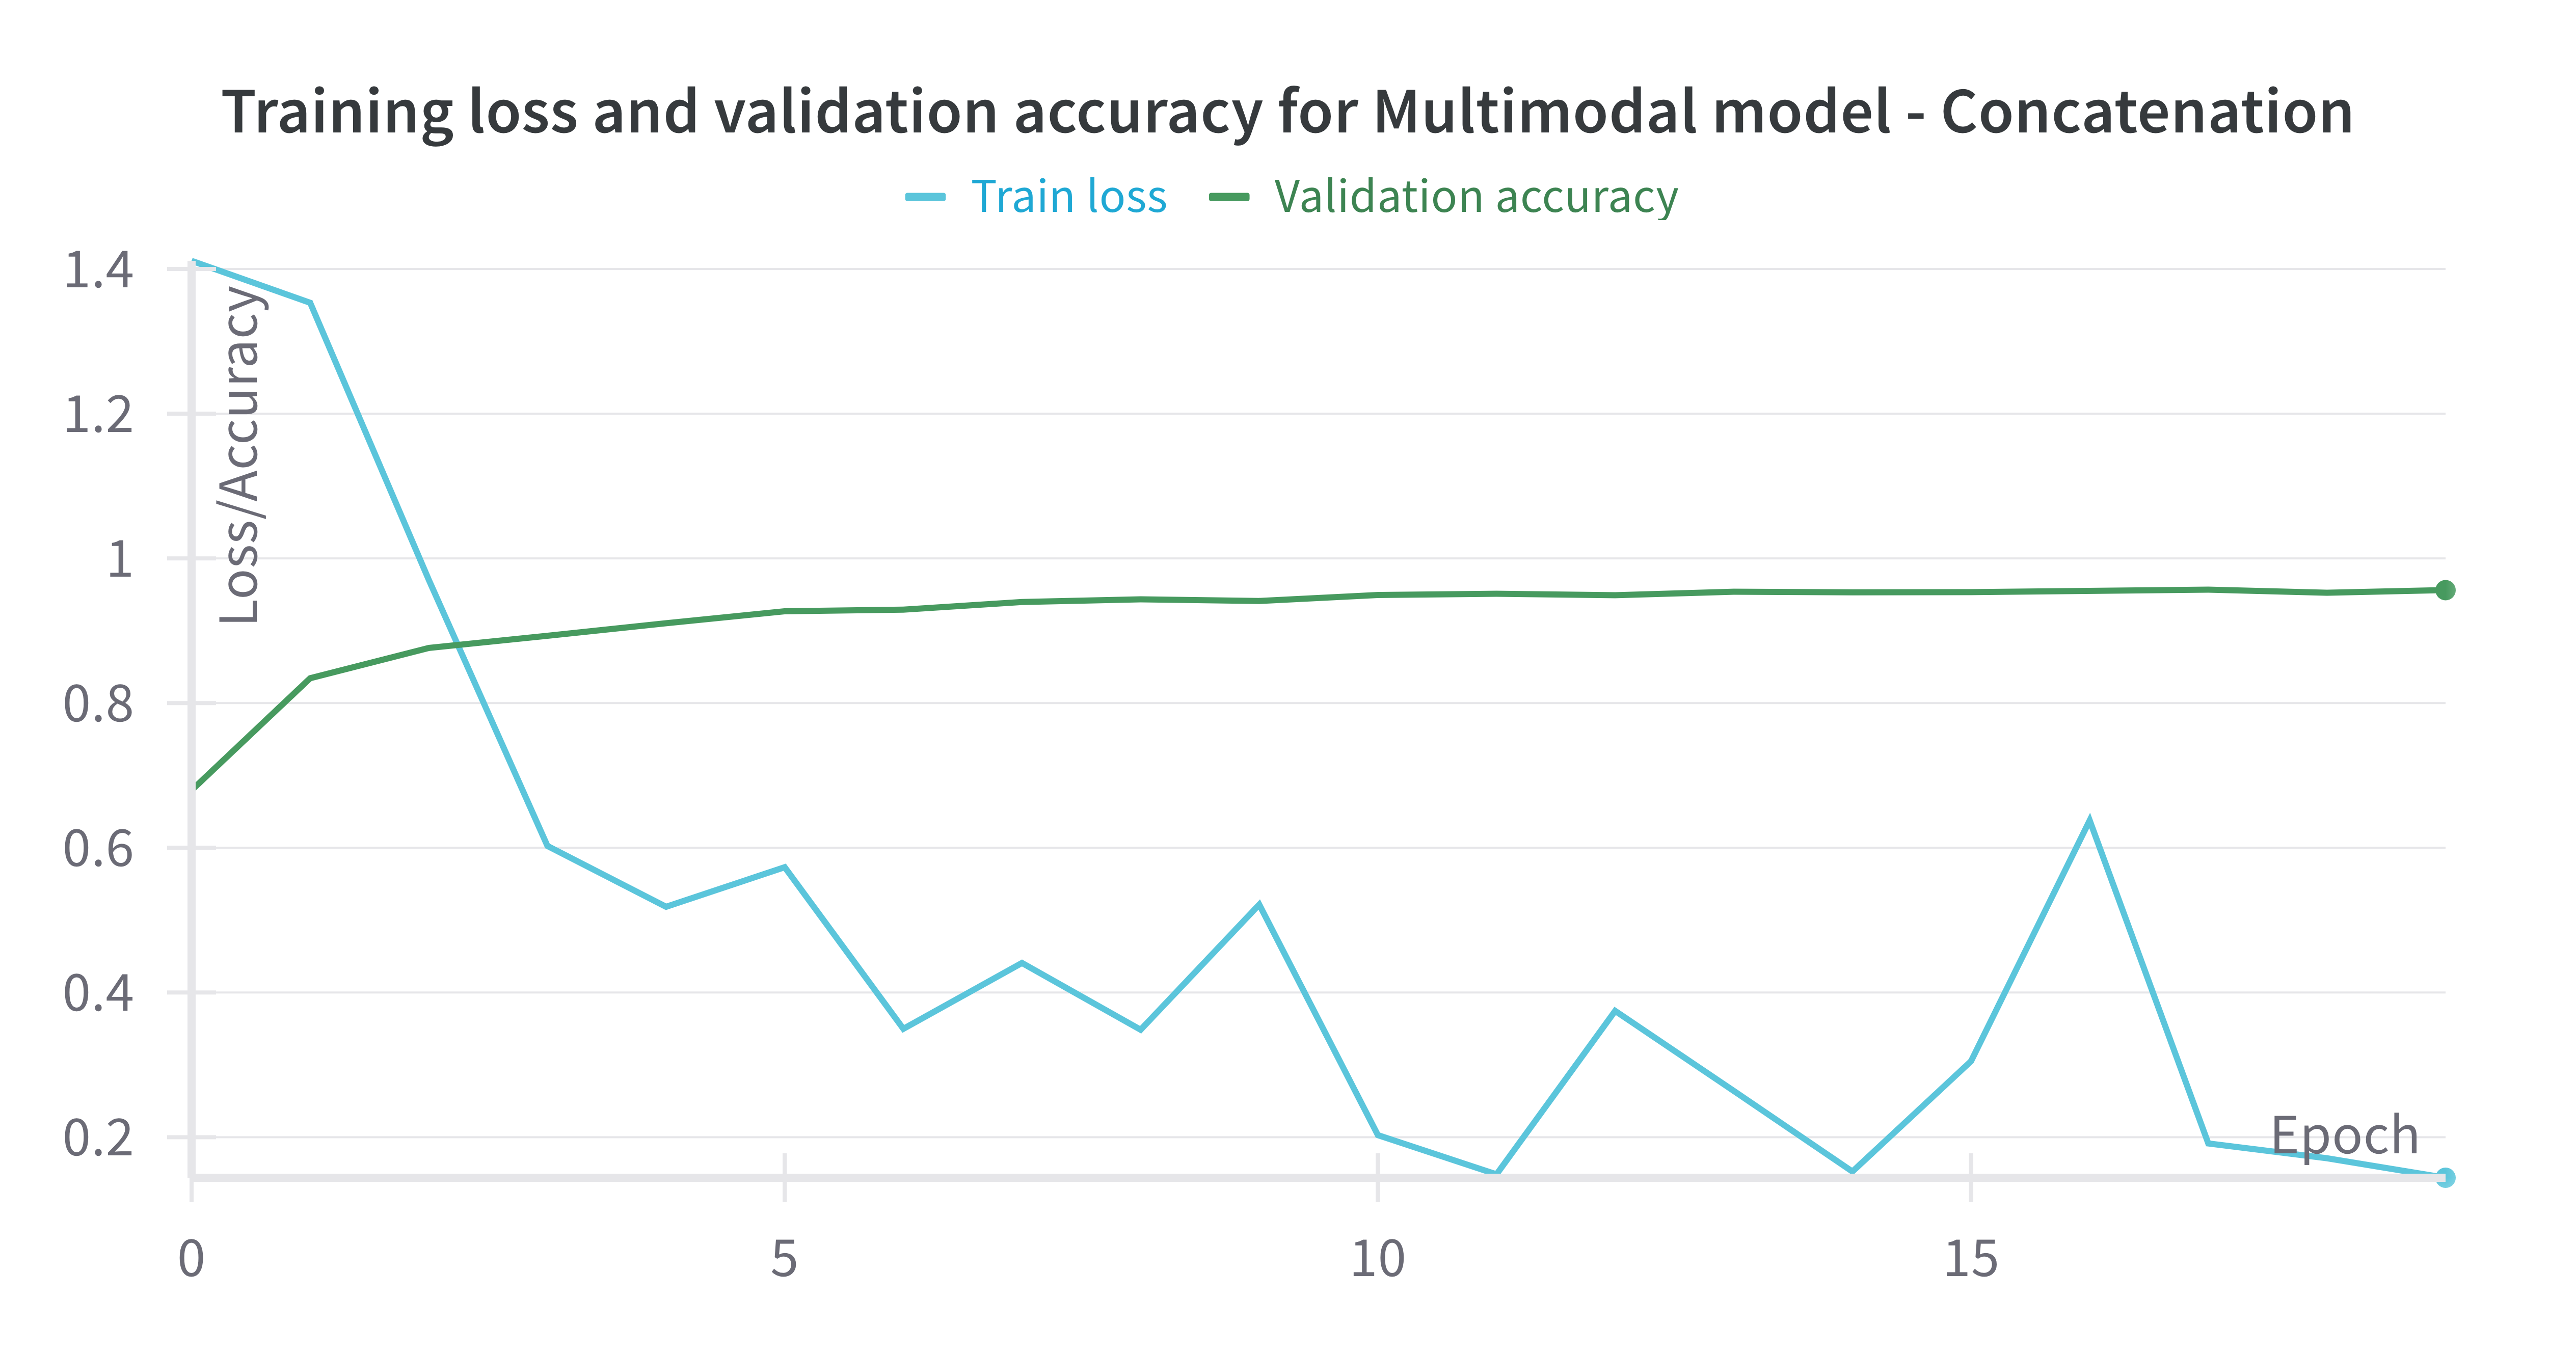 Training loss and validation accuracy for Multimodal model - Concatenation
Train loss Validation accuracy
1.4
1.2
1
0.8
0.6
0.4
0.2
Loss/Accuracy
Epoch
0 5 10 15